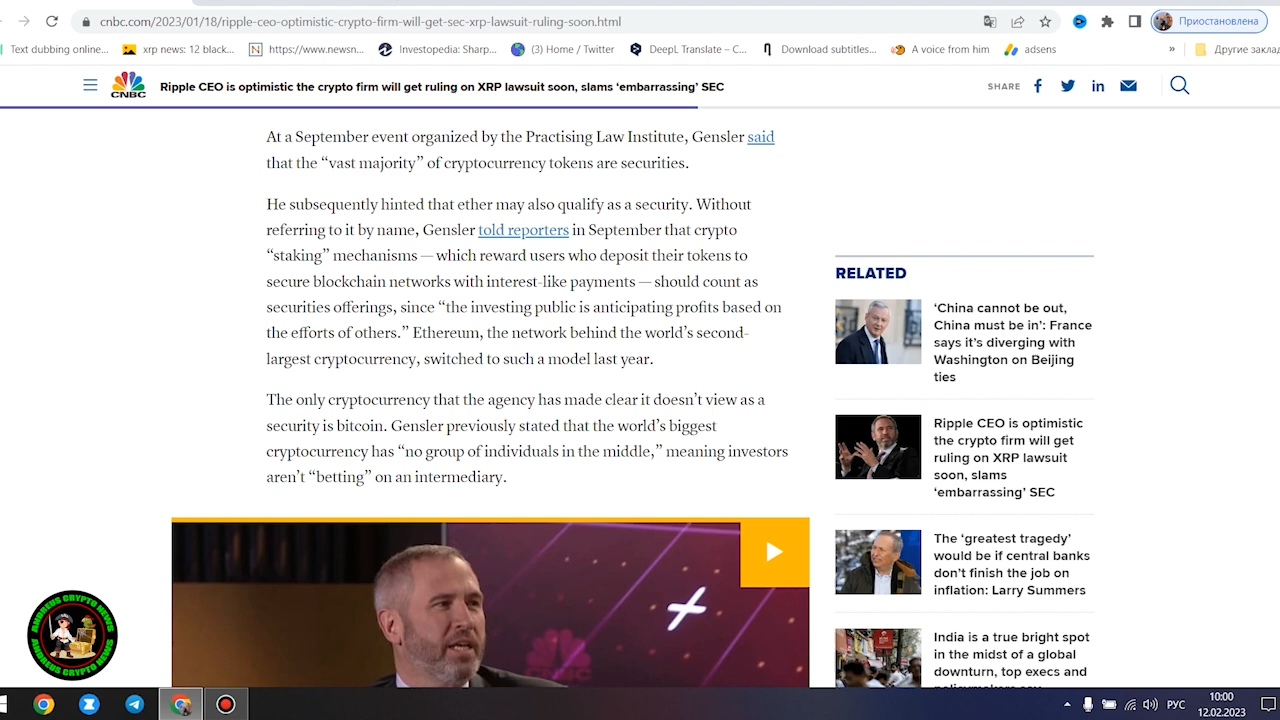 cnbc.com/2023/01/18/ripple-ceo-optimistic-crypto-firm-will-get-sec-xrp-lawsuit-ruling-soon.html
Приостановлена
Text dubbing online...
xrp news: 12 black...
https://www.newsn...
Investopedia: Sharp...
(3) Home / Twitter
DeepL Translate – C...
Download subtitles...
A voice from him
adsens
»
Другие закла
CNBC
Ripple CEO is optimistic the crypto firm will get ruling on XRP lawsuit soon, slams ‘embarrassing’ SEC
SHARE
At a September event organized by the Practising Law Institute, Gensler said
that the “vast majority” of cryptocurrency tokens are securities.
He subsequently hinted that ether may also qualify as a security. Without
referring to it by name, Gensler told reporters in September that crypto
“staking” mechanisms — which reward users who deposit their tokens to
secure blockchain networks with interest-like payments — should count as
securities offerings, since “the investing public is anticipating profits based on
the efforts of others.” Ethereum, the network behind the world’s second-
largest cryptocurrency, switched to such a model last year.
The only cryptocurrency that the agency has made clear it doesn’t view as a
security is bitcoin. Gensler previously stated that the world’s biggest
cryptocurrency has “no group of individuals in the middle,” meaning investors
aren’t “betting” on an intermediary.
RELATED
‘China cannot be out,
China must be in’: France
says it’s diverging with
Washington on Beijing
ties
Ripple CEO is optimistic
the crypto firm will get
ruling on XRP lawsuit
soon, slams
‘embarrassing’ SEC
The ‘greatest tragedy’
would be if central banks
don’t finish the job on
inflation: Larry Summers
India is a true bright spot
in the midst of a global
downturn, top execs and
policymakers say
ANDREUS CRYPTO NEWS
ANDREUS CRYPTO NEWS
РУС
10:00
12.02.2023